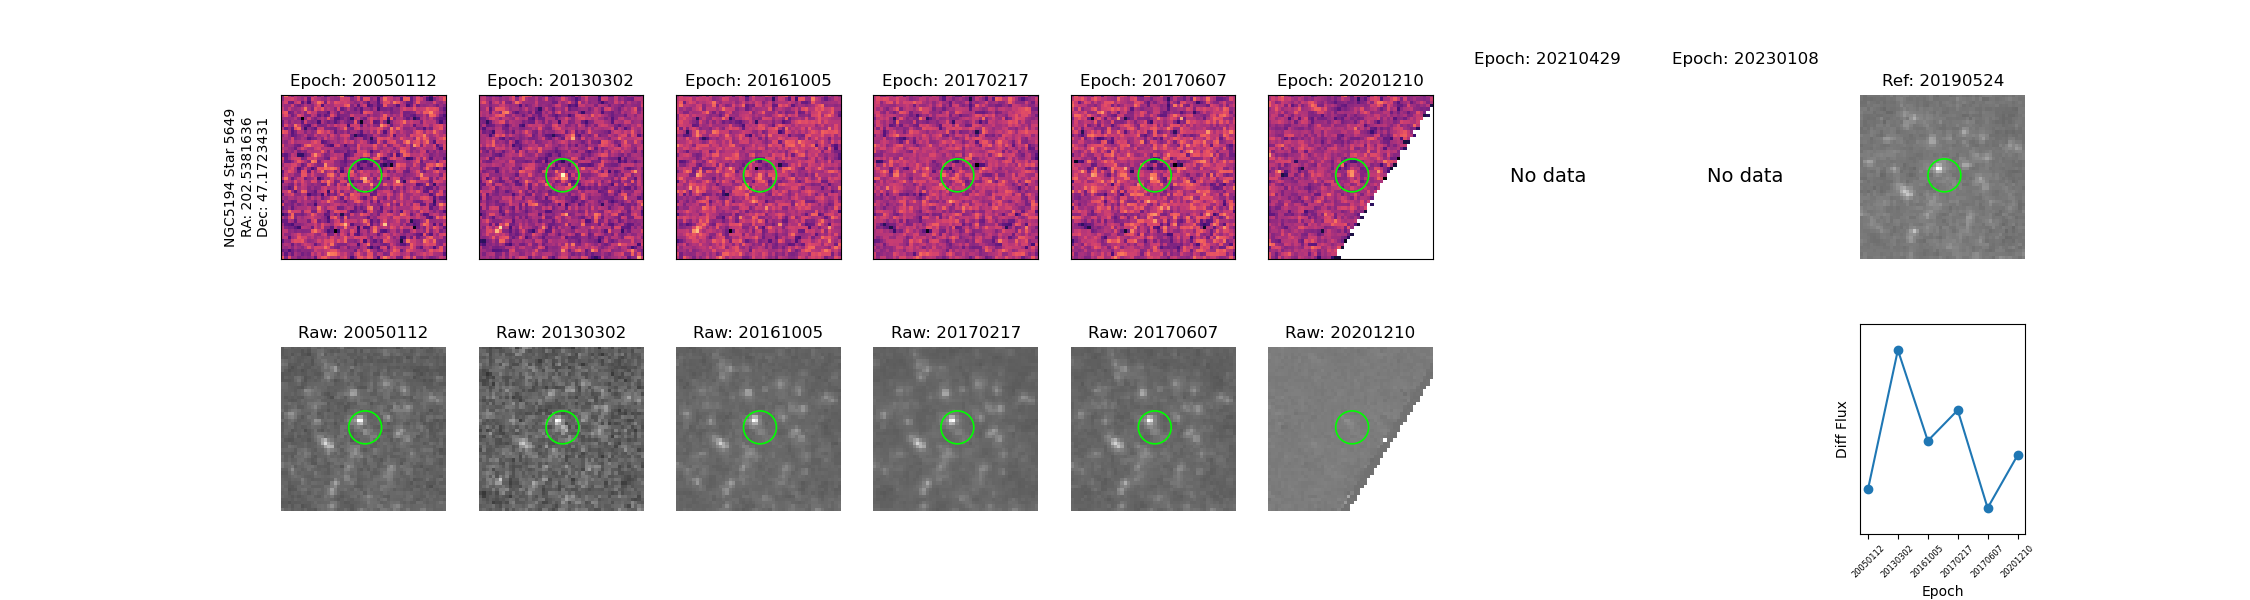 Epoch: 20210429
Epoch: 20230108
Epoch: 20050112
Epoch: 20130302
Epoch: 20161005
Epoch: 20170217
Epoch: 20170607
Epoch: 20201210
Ref: 20190524
NGC5194 Star 5649
RA: 202.5381636
Dec: 47.1723431
No data
No data
Raw: 20050112
Raw: 20130302
Raw: 20161005
Raw: 20170217
Raw: 20170607
Raw: 20201210
Diff Flux
20050112
20130302
20161005
20170217
20170607
20201210
Epoch